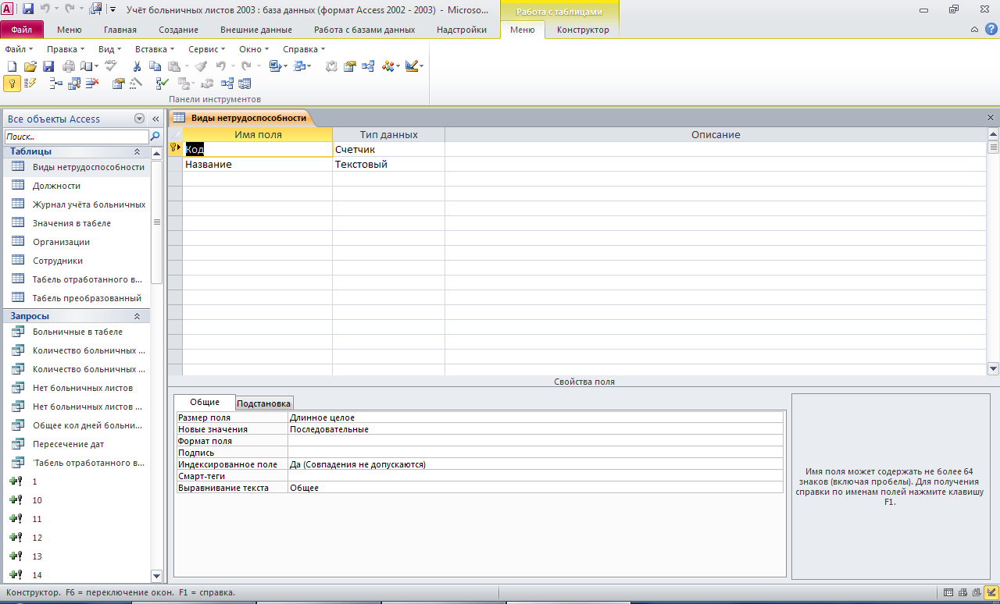 Учёт больничных листов 2003 : база данных (формат Access 2002 - 2003) - Microso...
Работа с таблицами
Файл Меню Главная Создание Внешние данные Работа с базами данных Надстройки Меню Конструктор
Файл Правка Вид Вставка Сервис Окно Справка
Панели инструментов
Все объекты Access
Поиск...
Таблицы
Виды нетрудоспособности
Должности
Журнал учёта больничных
Значения в табеле
Организации
Сотрудники
Табель отработанного в...
Табель преобразованный
Запросы
Больничные в табеле
Количество больничных ...
Количество больничных ...
Нет больничных листов
Нет больничных листов ...
Общее кол дней больни...
Пересечение дат
'Табель отработанного в...
1
10
11
12
13
14
Виды нетрудоспособности
Имя поля Тип данных Описание
Код Счетчик
Название Текстовый
Свойства поля
Общие Подстановка
Размер поля Длинное целое
Новые значения Последовательные
Формат поля
Подпись
Индексированное поле Да (Совпадения не допускаются)
Смарт-теги
Выравнивание текста Общее
Имя поля может содержать не более 64
знаков (включая пробелы). Для получения
справки по именам полей нажмите клавишу
F1.
Конструктор. F6 = переключение окон. F1 = справка.